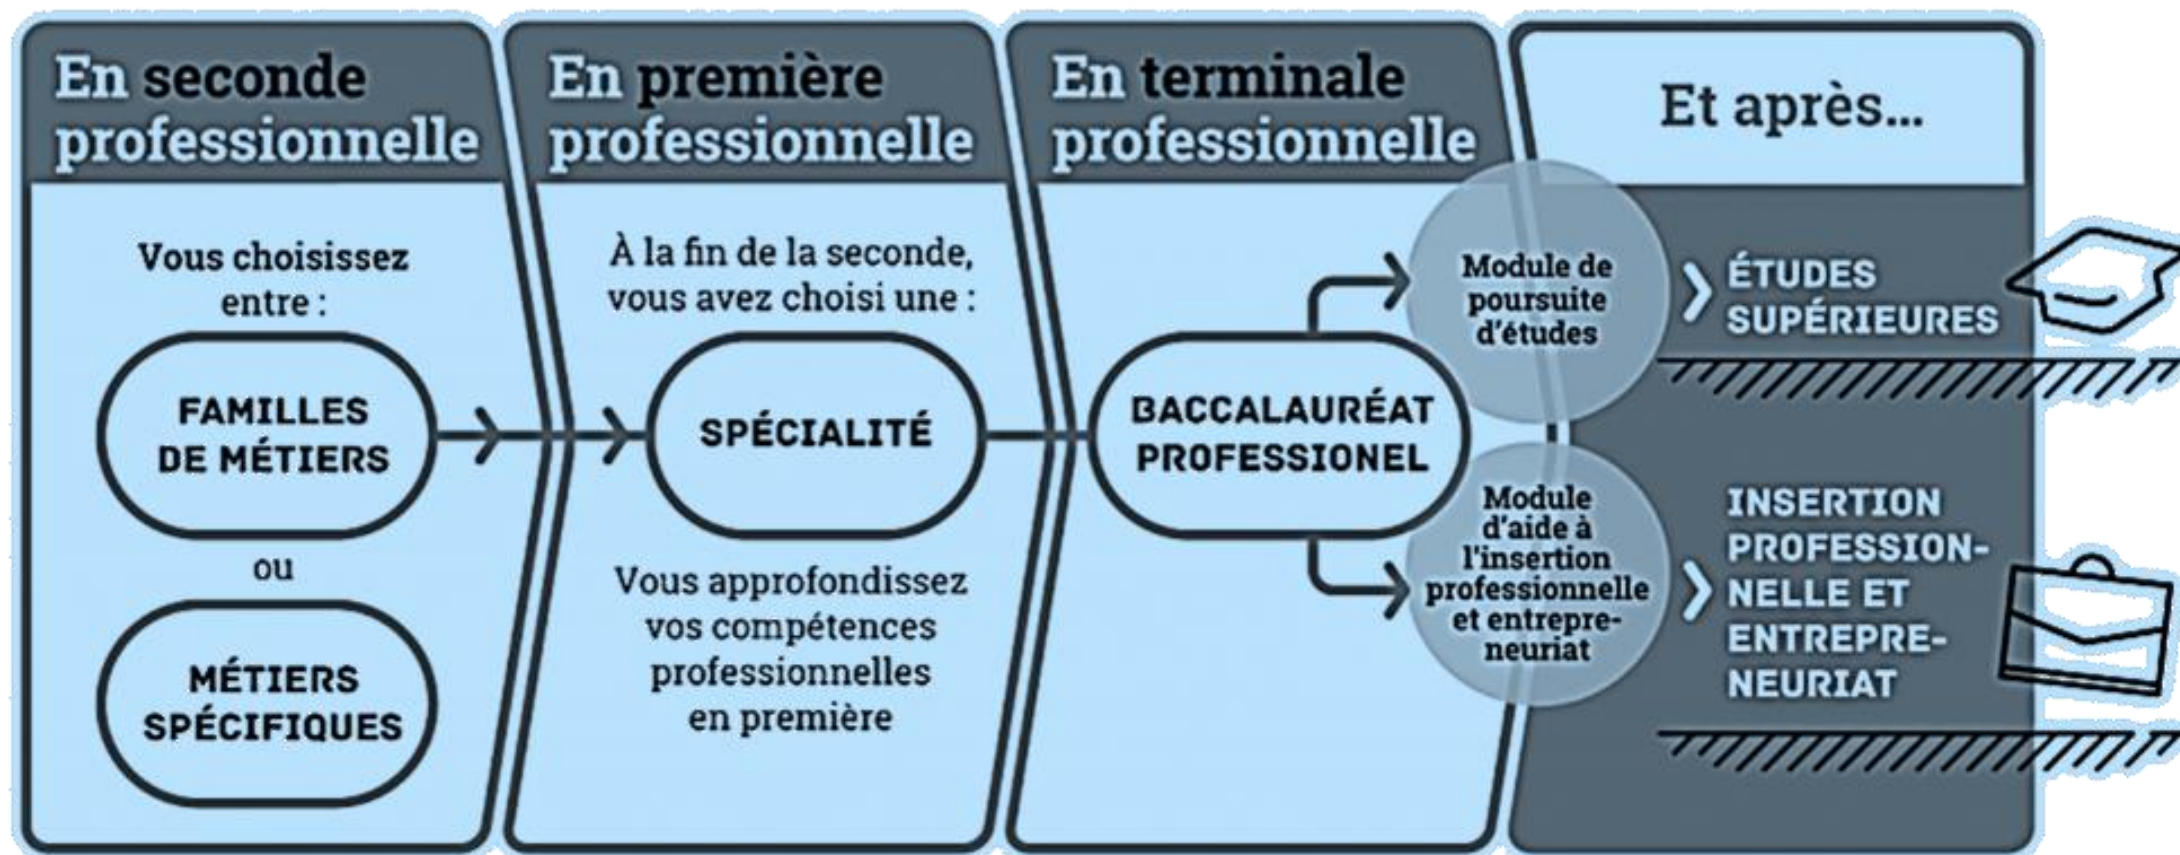 En seconde
professionnelle
Vous choisissez
entre :
FAMILLES
DE MÉTIERS
ou
MÉTIERS
SPÉCIFIQUES
En première
professionnelle
À la fin de la seconde,
vous avez choisi une :
SPÉCIALITÉ
Vous approfondissez
vos compétences
professionnelles
en première
En terminale
professionnelle
BACCALAURÉAT
PROFESSIONEL
Module de
poursuite
d'études
Module
d'aide à
l'insertion
professionnelle
et entrepre-
neuriat
Et après...
ÉTUDES
SUPÉRIEURES
INSERTION
PROFESSION-
NELLE ET
ENTREPRE-
NEURIAT